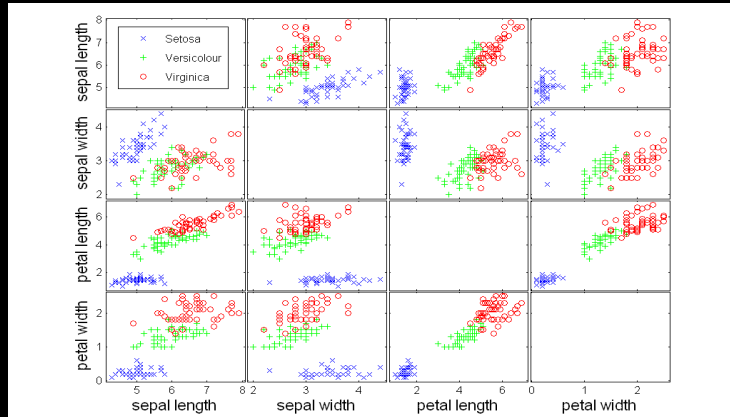 Setosa
Versicolour
Virginica
sepal length
8
7
6
5
sepal width
4
3
2
petal length
6
4
2
petal width
2
1
0
5 6 7 8
2 3 4
2 4 6
0 1 2
sepal length sepal width petal length petal width